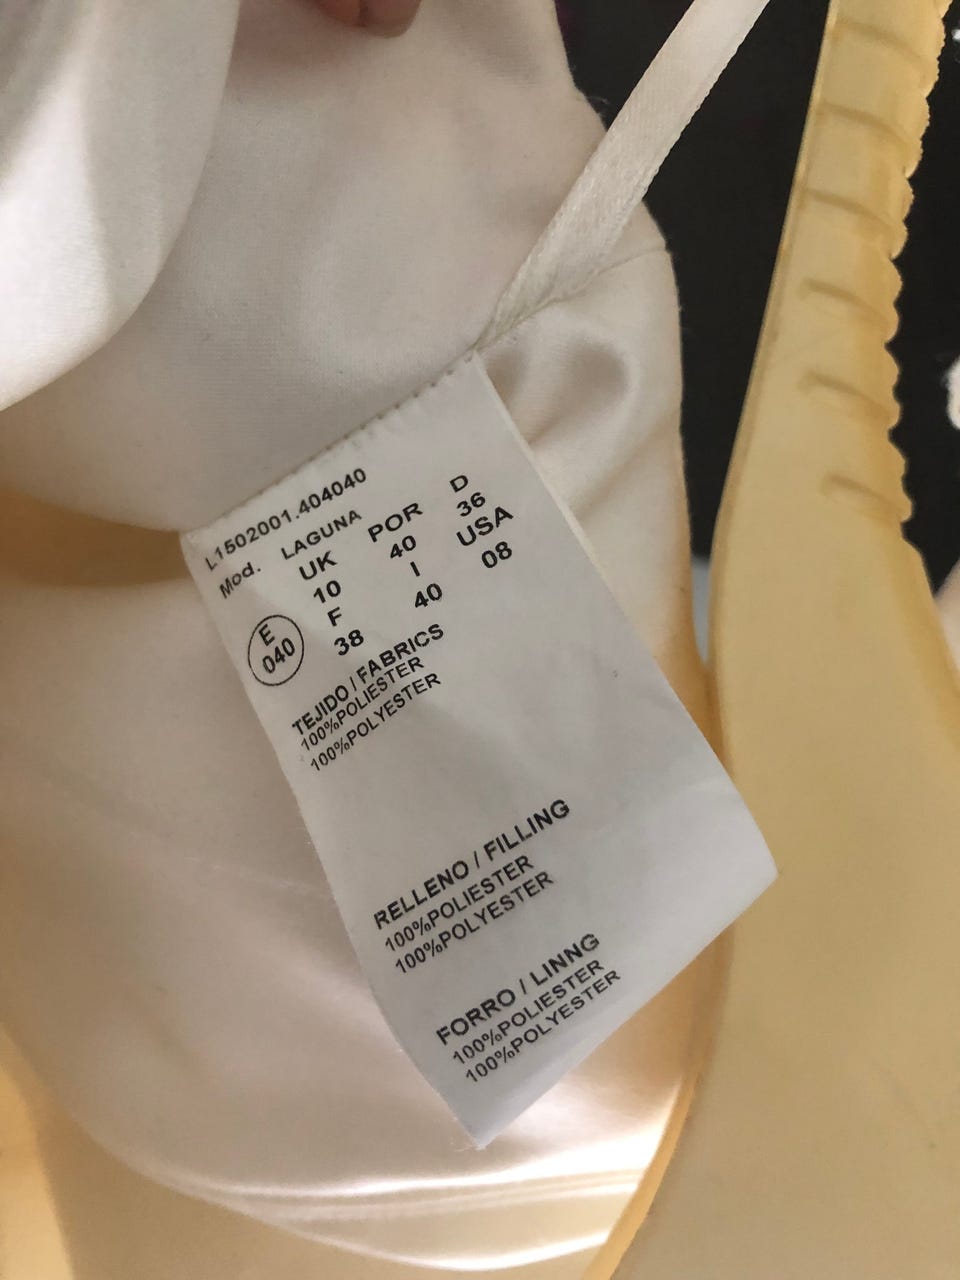 L1502001.404040
Mod. LAGUNA
UK POR D
10 40 36
F I USA
38 40 08
E
040
TEJIDO / FABRICS
100%POLIESTER
100%POLYESTER
RELLENO / FILLING
100%POLIESTER
100%POLYESTER
FORRO / LINNG
100%POLIESTER
100%POLYESTER